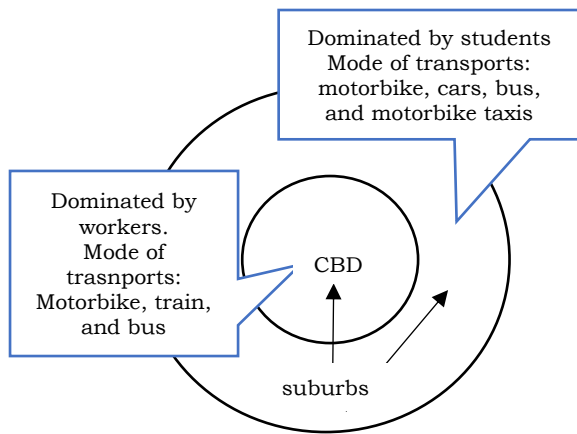 Dominated by students
Mode of transports:
motorbike, cars, bus,
and motorbike taxis
Dominated by
workers.
Mode of
trasnports:
Motorbike, train,
and bus
CBD
suburbs